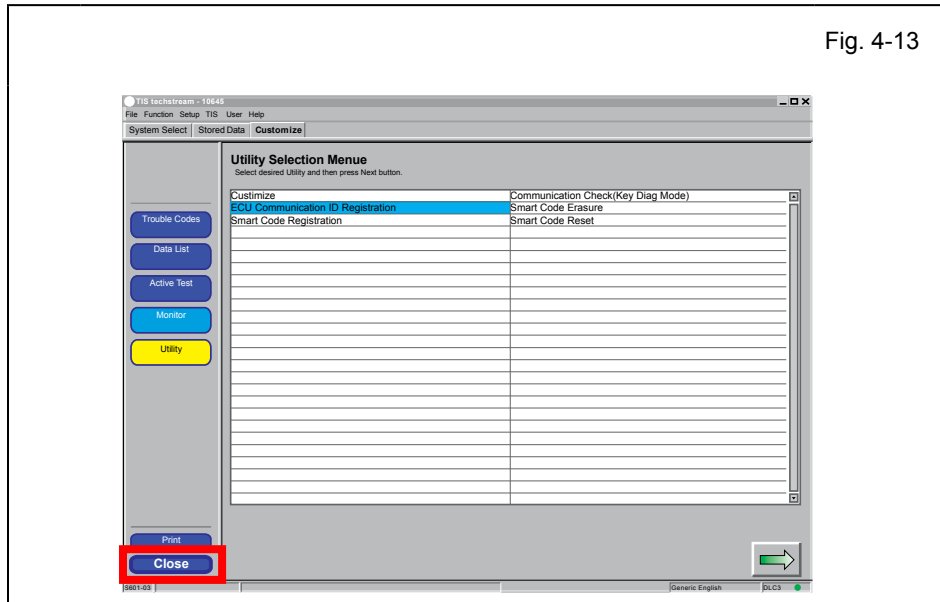 Fig. 4-13
TIS techstream - 10645
File Function Setup TIS User Help
System Select Stored Data Customize
Utility Selection Menue
Select desired Utility and then press Next button.
Custimize Communication Check(Key Diag Mode)
ECU Communication ID Registration Smart Code Erasure
Smart Code Registration Smart Code Reset
Trouble Codes
Data List
Active Test
Monitor
Utility
Print
Close
S601-03 Generic English DLC3